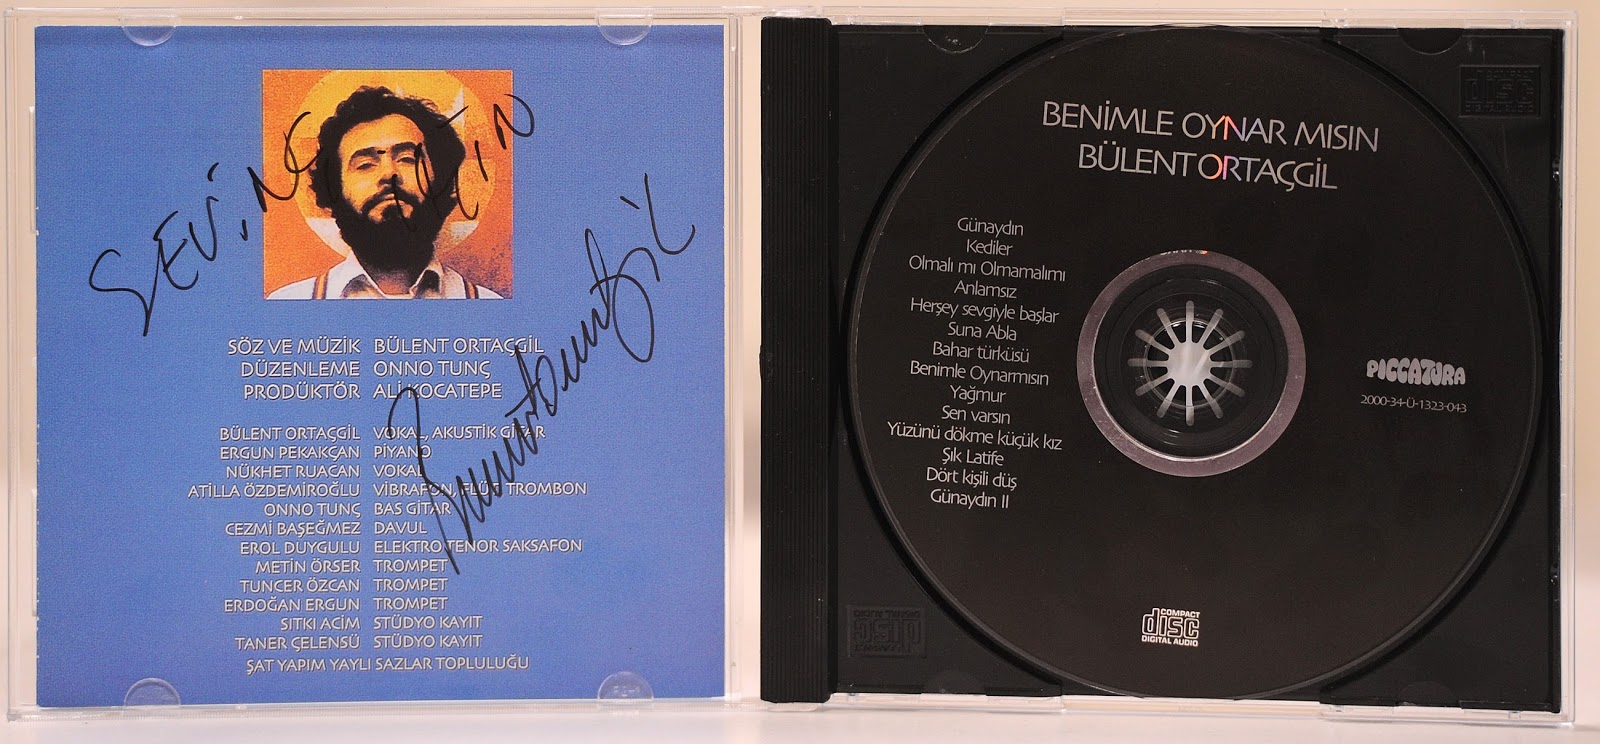 SEVİNÇ İÇİN
Bülent Ortaçgil
SÖZ VE MÜZİK BÜLENT ORTAÇGİL
DÜZENLEME ONNO TUNÇ
PRODÜKTÖR ALİ KOCATEPE
BÜLENT ORTAÇGİL VOKAL, AKUSTİK GİTAR
ERGUN PEKAKÇAN PİYANO
NÜKHET RUACAN VOKAL
ATİLLA ÖZDEMİROĞLU VİBRAFON, FLÜT TROMBON
ONNO TUNÇ BAS GİTAR
CEZMİ BAŞEĞMEZ DAVUL
EROL DUYGULU ELEKTRO TENOR SAKSAFON
METİN ÖRSER TROMPET
TUNCER ÖZCAN TROMPET
ERDOĞAN ERGUN TROMPET
SITKI ACİM STÜDYO KAYIT
TANER ÇELENSÜ STÜDYO KAYIT
ŞAT YAPIM YAYLI SAZLAR TOPLULUĞU
BENİMLE OYNAR MISIN
BÜLENT ORTAÇGİL
Günaydın
Kediler
Olmalı mı Olmamalımı
Anlamsız
Herşey sevgiyle başlar
Suna Abla
Bahar türküsü
Benimle Oynarmısın
Yağmur
Sen varsın
Yüzünü dökme küçük kız
Şık Latife
Dört kişili düş
Günaydın II
PICCATURA
2000-34-Ü-1323-043
COMPACT
disc
DIGITAL AUDIO